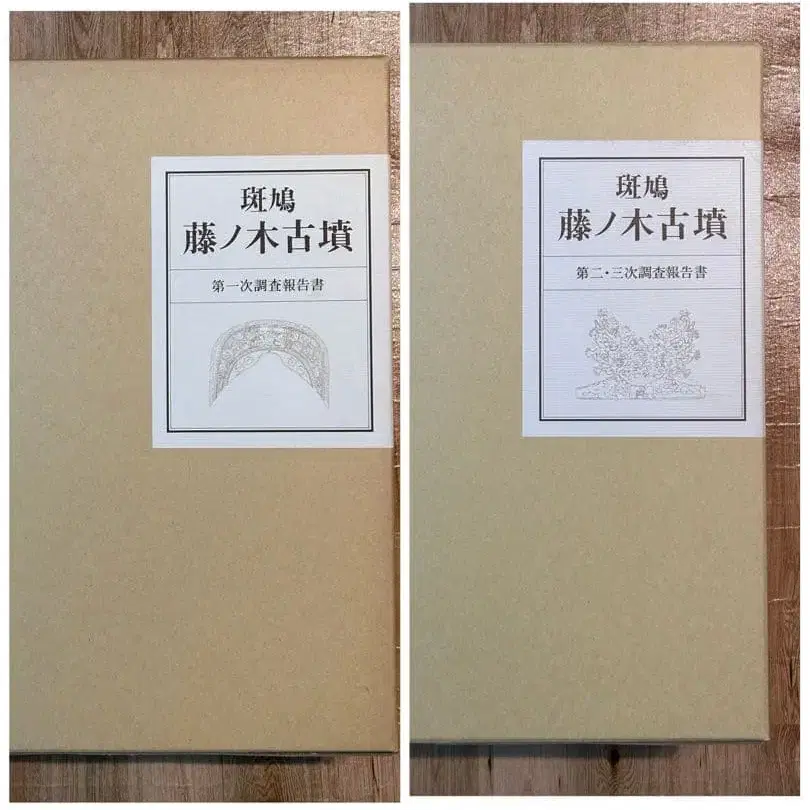 斑鳩
藤ノ木古墳
第一次調査報告書
斑鳩
藤ノ木古墳
第二・三次調査報告書